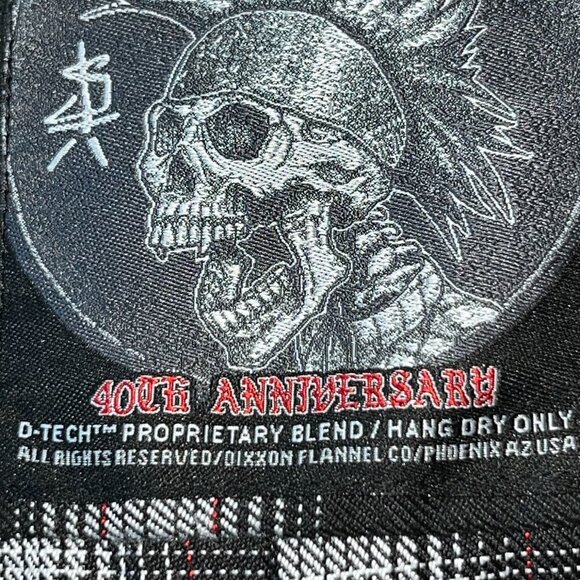 40TH ANNIVERSARY
D-TECH™ PROPRIETARY BLEND / HANG DRY ONLY
ALL RIGHTS RESERVED/DIXXON FLANNEL CO/PHOENIX AZ USA